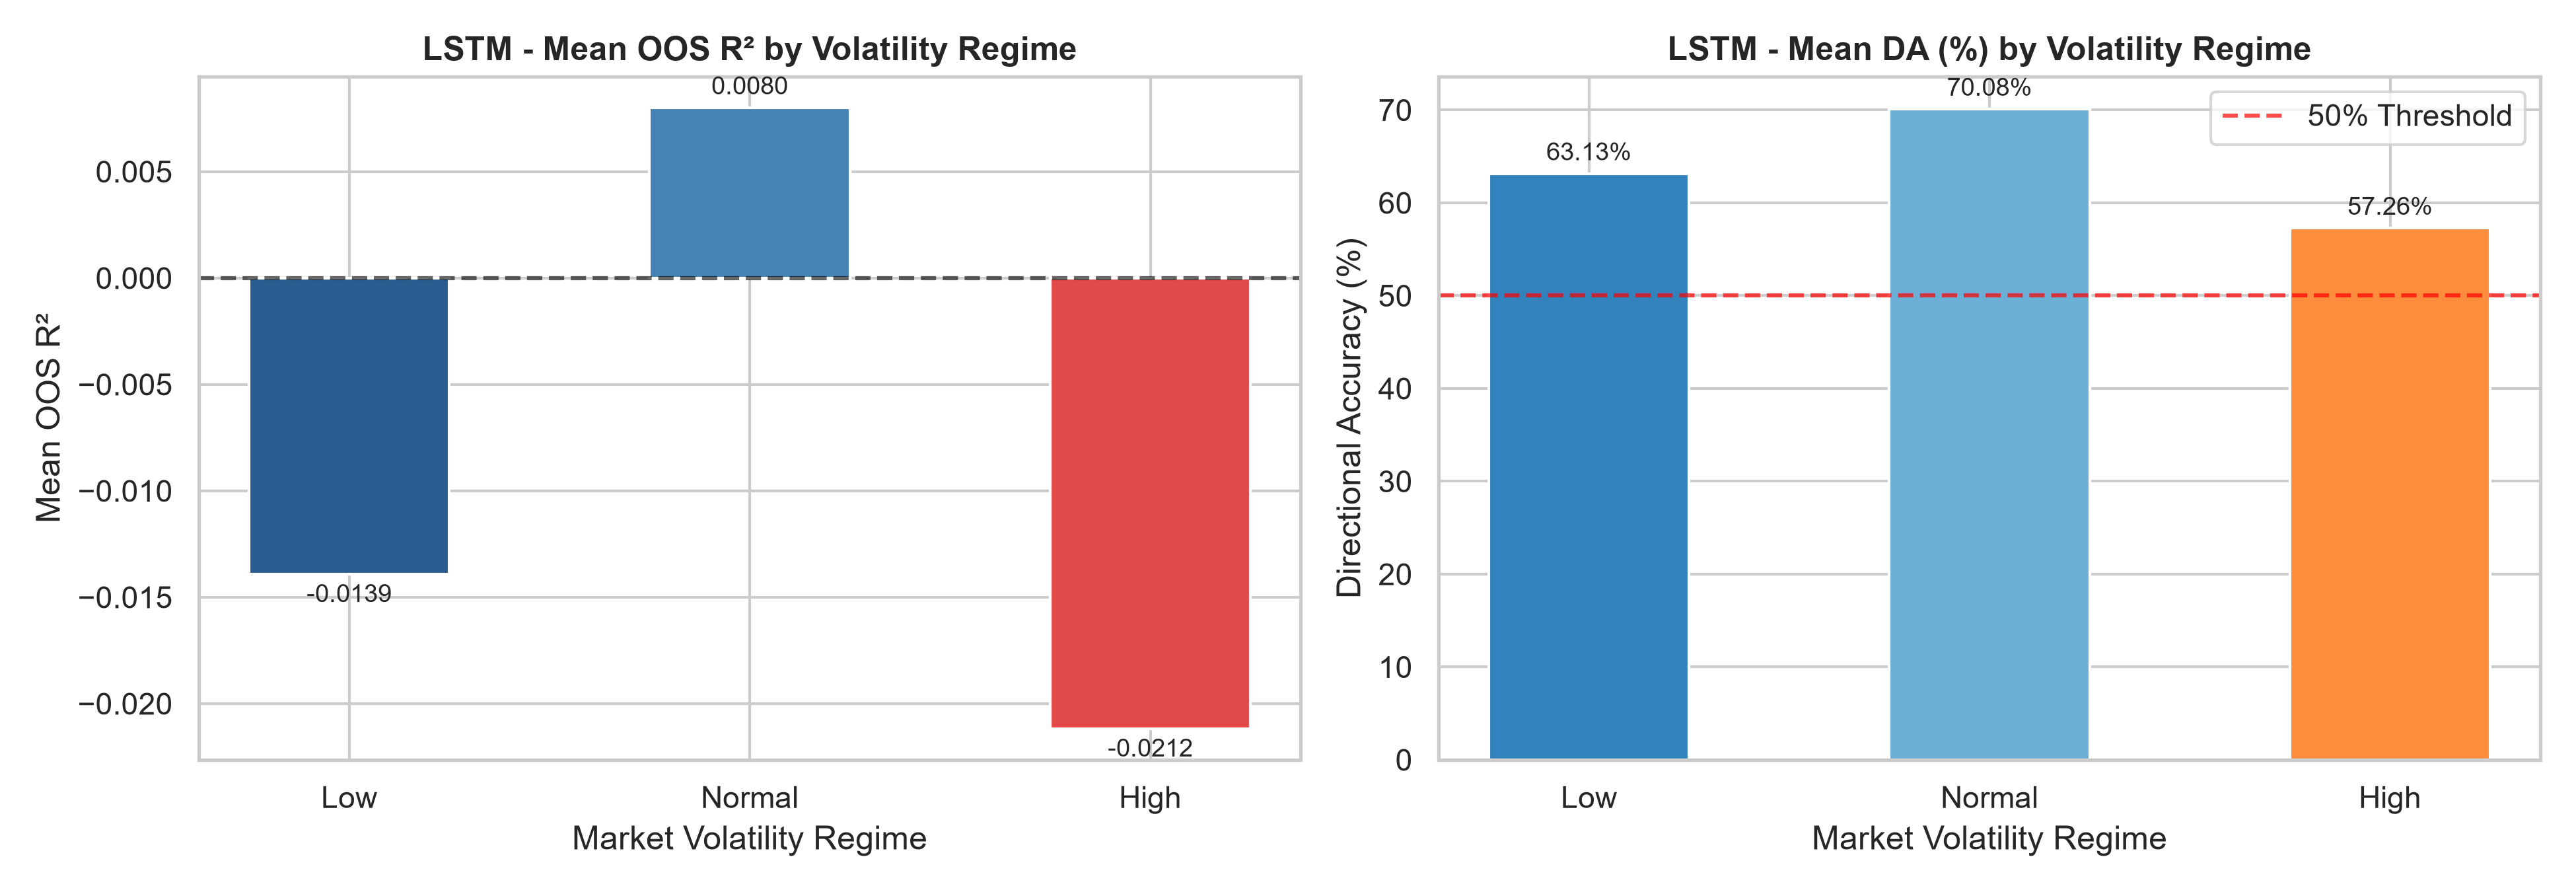 LSTM - Mean OOS R² by Volatility Regime
0.0080
0.005
0.000
−0.005
−0.010
−0.015
−0.020
-0.0139
-0.0212
Mean OOS R²
Low Normal High
Market Volatility Regime
LSTM - Mean DA (%) by Volatility Regime
70.08%
50% Threshold
63.13%
57.26%
70
60
50
40
30
20
10
0
Directional Accuracy (%)
Low Normal High
Market Volatility Regime